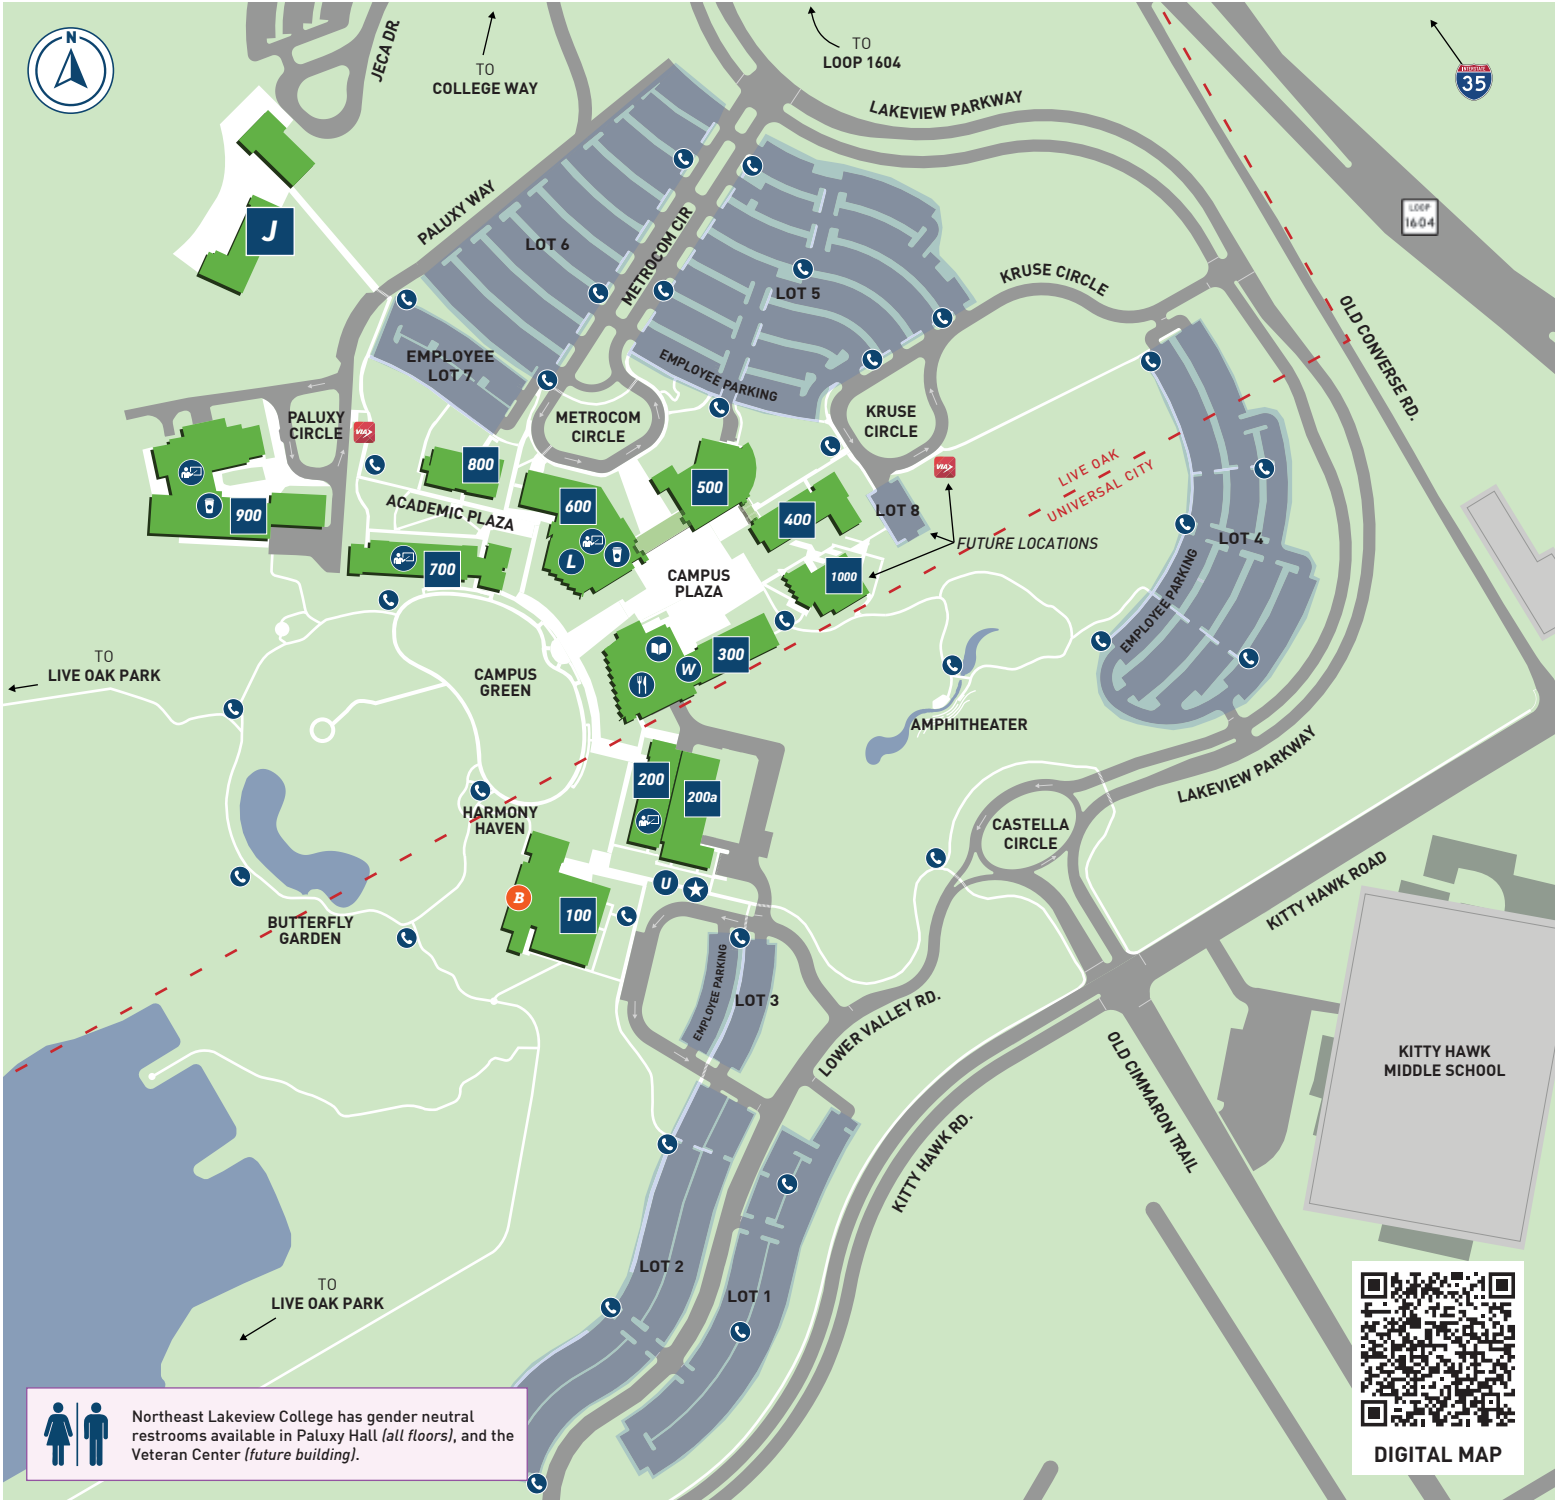 N
JECA DR.
TO
COLLEGE WAY
TO
LOOP 1604
LAKEVIEW PARKWAY
INTERSTATE
35
LOOP
1604
J
PALUXY WAY
LOT 6
METROCOM CIR
LOT 5
KRUSE CIRCLE
OLD CONVERSE RD.
EMPLOYEE
LOT 7
EMPLOYEE PARKING
PALUXY
CIRCLE
VIA
METROCOM
CIRCLE
KRUSE
CIRCLE
800
500
600
400
900
ACADEMIC PLAZA
VIA
LOT 8
LIVE OAK
UNIVERSAL CITY
LOT 4
EMPLOYEE PARKING
FUTURE LOCATIONS
700
L
1000
CAMPUS
PLAZA
300
W
TO
LIVE OAK PARK
CAMPUS
GREEN
AMPHITHEATER
200
200a
LAKEVIEW PARKWAY
HARMONY
HAVEN
CASTELLA
CIRCLE
U
B
100
BUTTERFLY
GARDEN
KITTY HAWK ROAD
EMPLOYEE PARKING
LOT 3
LOWER VALLEY RD.
OLD CIMMARON TRAIL
KITTY HAWK
MIDDLE SCHOOL
KITTY HAWK RD.
LOT 2
LOT 1
TO
LIVE OAK PARK
Northeast Lakeview College has gender neutral
restrooms available in Paluxy Hall (all floors), and the
Veteran Center (future building).
DIGITAL MAP